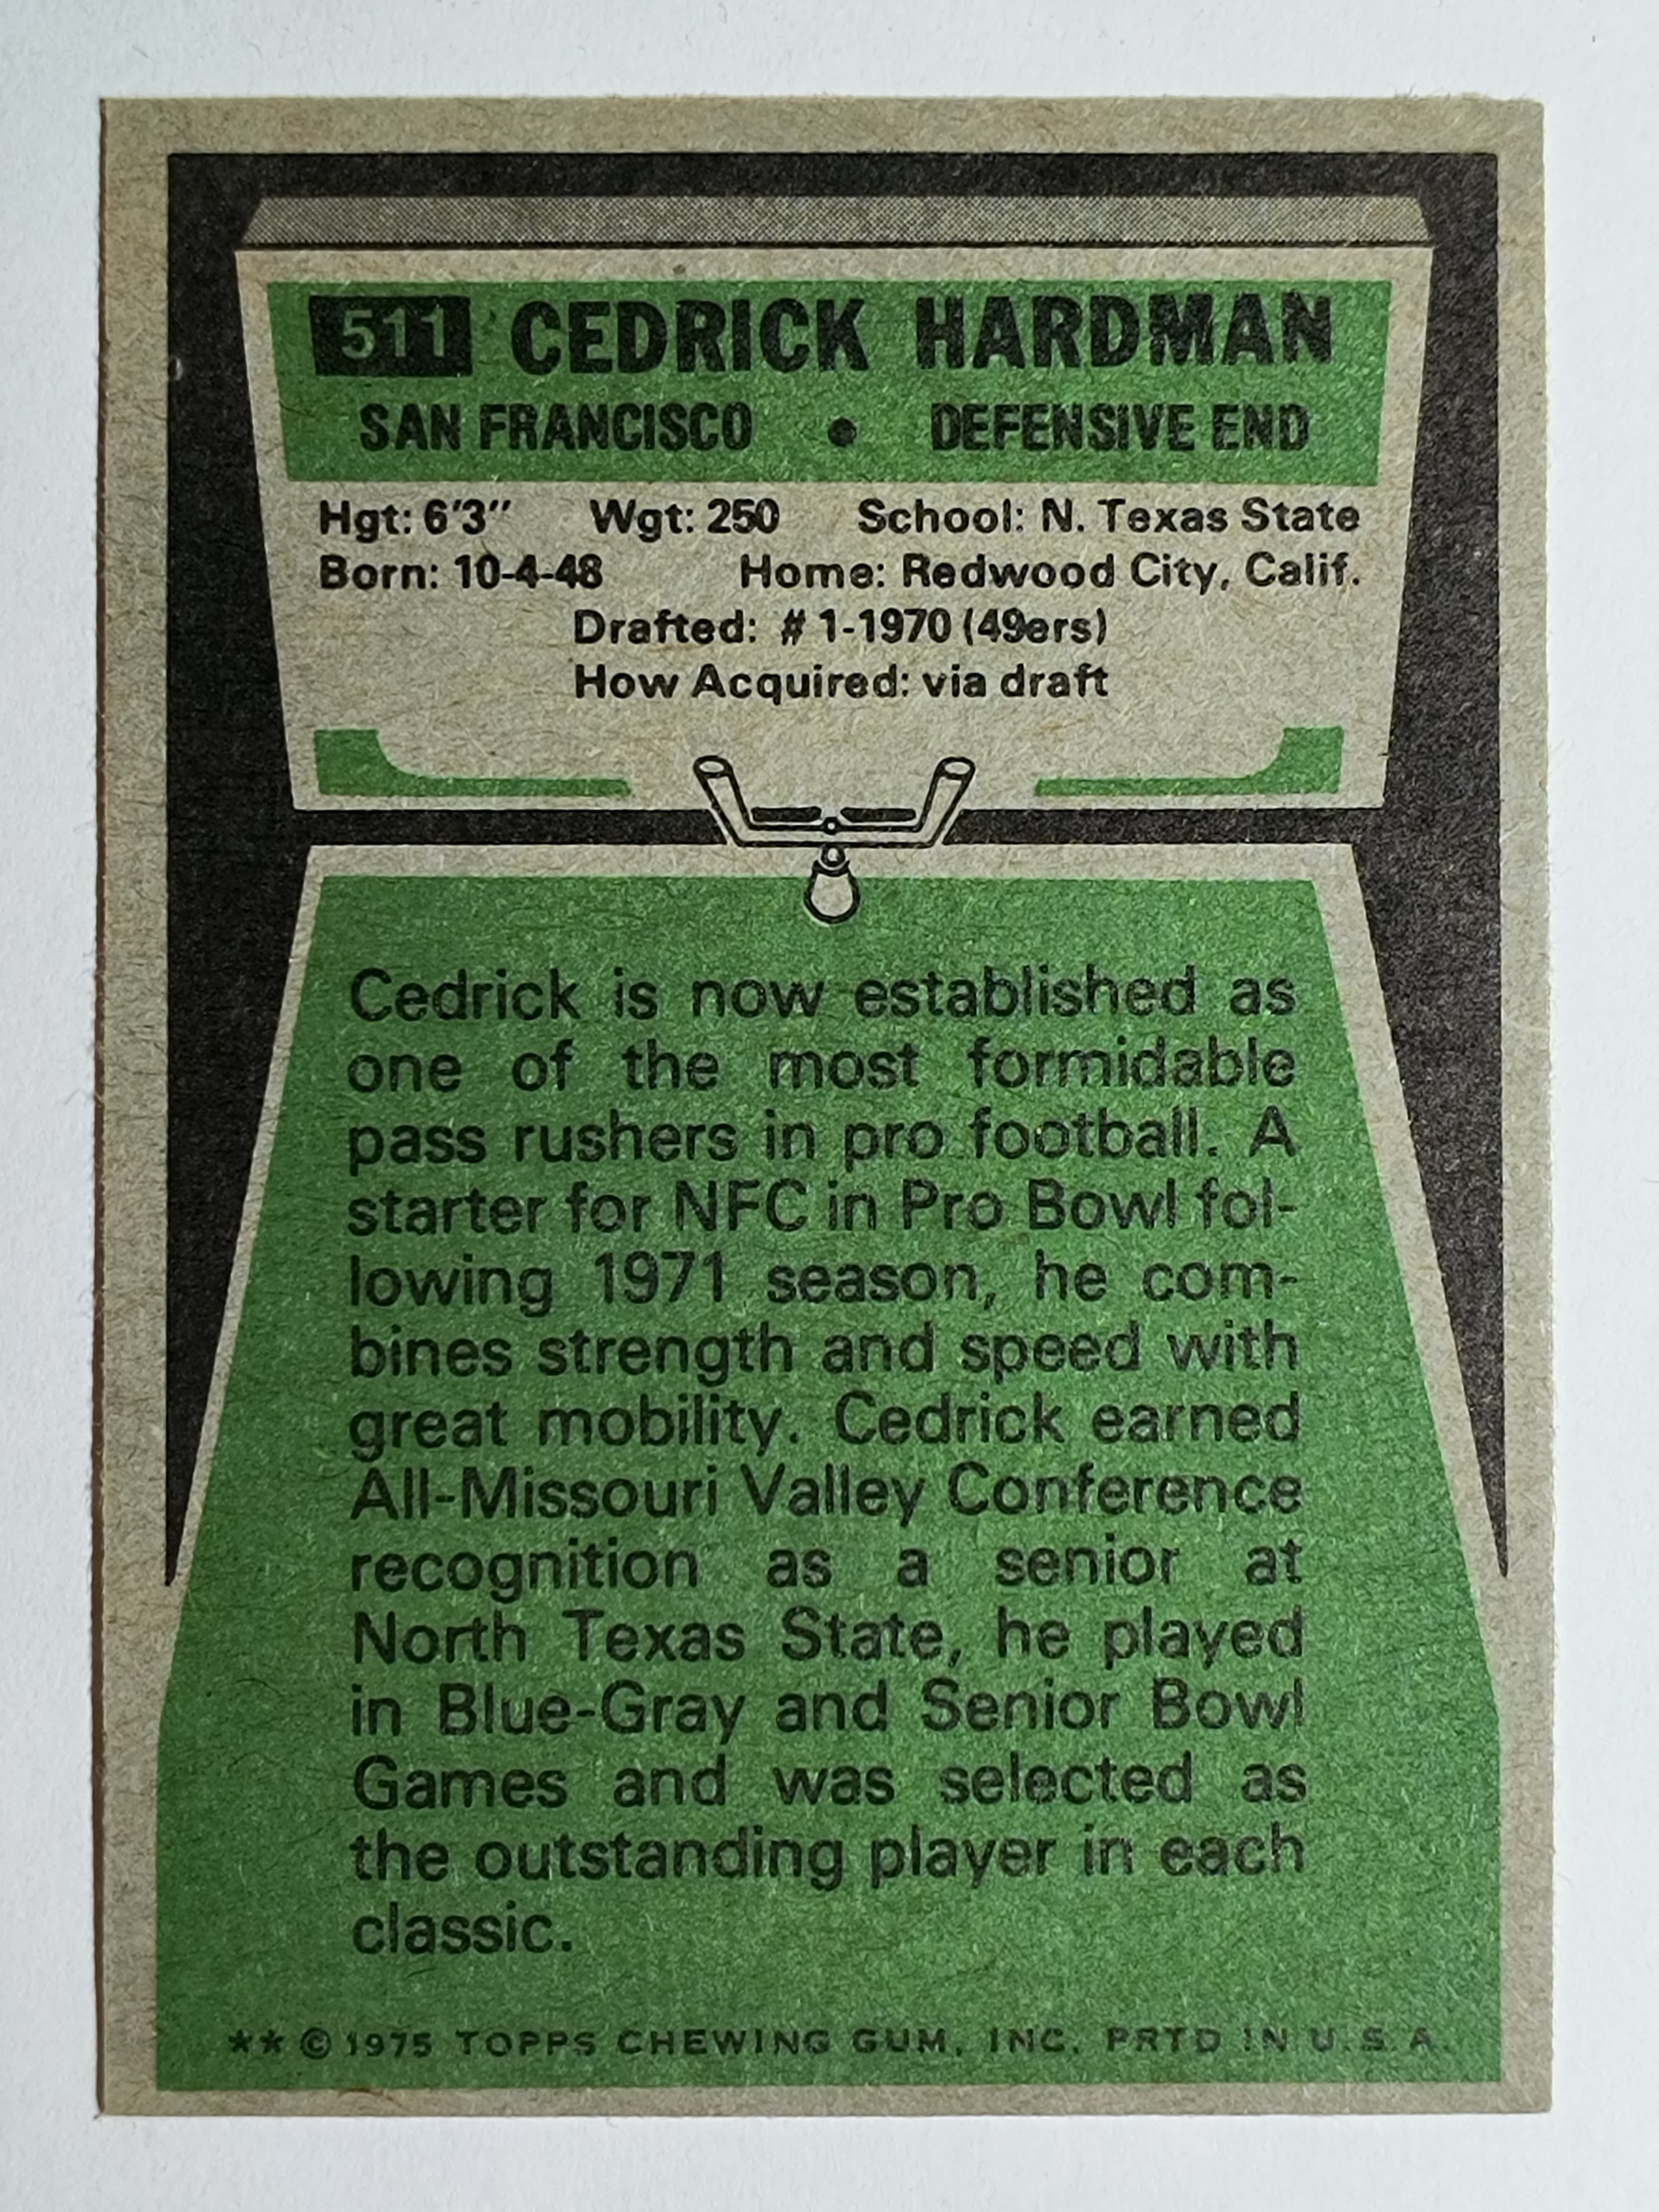 511 CEDRICK HARDMAN
SAN FRANCISCO • DEFENSIVE END
Hgt: 6'3" Wgt: 250 School: N. Texas State
Born: 10-4-48 Home: Redwood City, Calif.
Drafted: # 1-1970 (49ers)
How Acquired: via draft
Cedrick is now established as
one of the most formidable
pass rushers in pro football. A
starter for NFC in Pro Bowl fol-
lowing 1971 season, he com-
bines strength and speed with
great mobility. Cedrick earned
All-Missouri Valley Conference
recognition as a senior at
North Texas State, he played
in Blue-Gray and Senior Bowl
Games and was selected as
the outstanding player in each
classic.
** © 1975 TOPPS CHEWING GUM, INC. PRTD IN U.S.A.